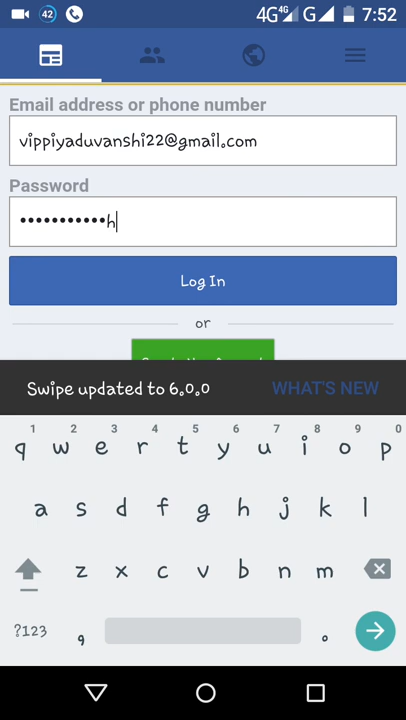 42 4G 4G G 7:52
Email address or phone number
vippiyaduvanshi22@gmail.com
Password
•••••••••••h
Log In
or
Swipe updated to 6.0.0 WHAT'S NEW
1 2 3 4 5 6 7 8 9 0
q w e r t y u i o p
a s d f g h j k l
z x c v b n m
?123 , .